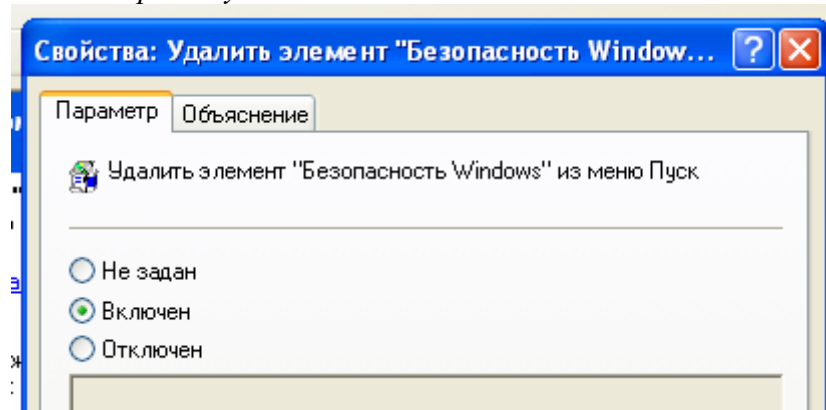 Свойства: Удалить элемент "Безопасность Window...
Параметр
Объяснение
Удалить элемент "Безопасность Windows" из меню Пуск
Не задан
Включен
Отключен